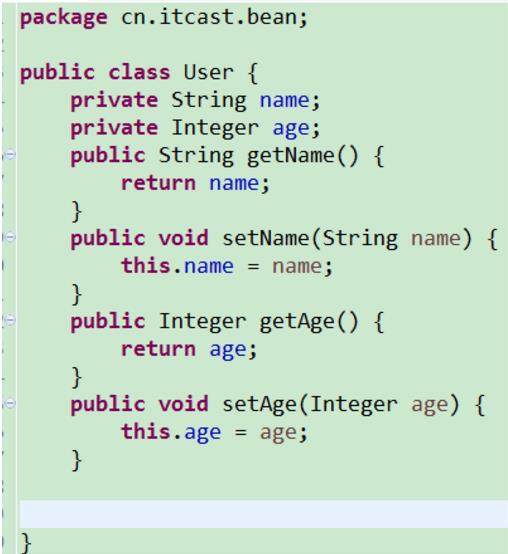 package cn.itcast.bean;
public class User {
private String name;
private Integer age;
public String getName() {
return name;
}
public void setName(String name) {
this.name = name;
}
public Integer getAge() {
return age;
}
public void setAge(Integer age) {
this.age = age;
}
}